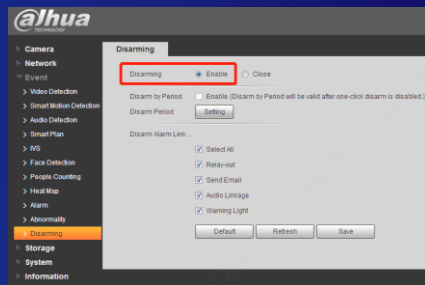 alhua
TECHNOLOGY
Camera
Network
Event
> Video Detection
> Smart Motion Detection
> Audio Detection
> Smart Plan
> IVS
> Face Detection
> People Counting
> Heat Map
> Alarm
> Abnormality
> Disarming
Storage
System
Information
Disarming
Disarming Enable Close
Disarm by Period Enable (Disarm by Period will be valid after one-click disarm is disabled.)
Disarm Period Setting
Disarm Alarm Link...
Select All
Relay-out
Send Email
Audio Linkage
Warning Light
Default Refresh Save